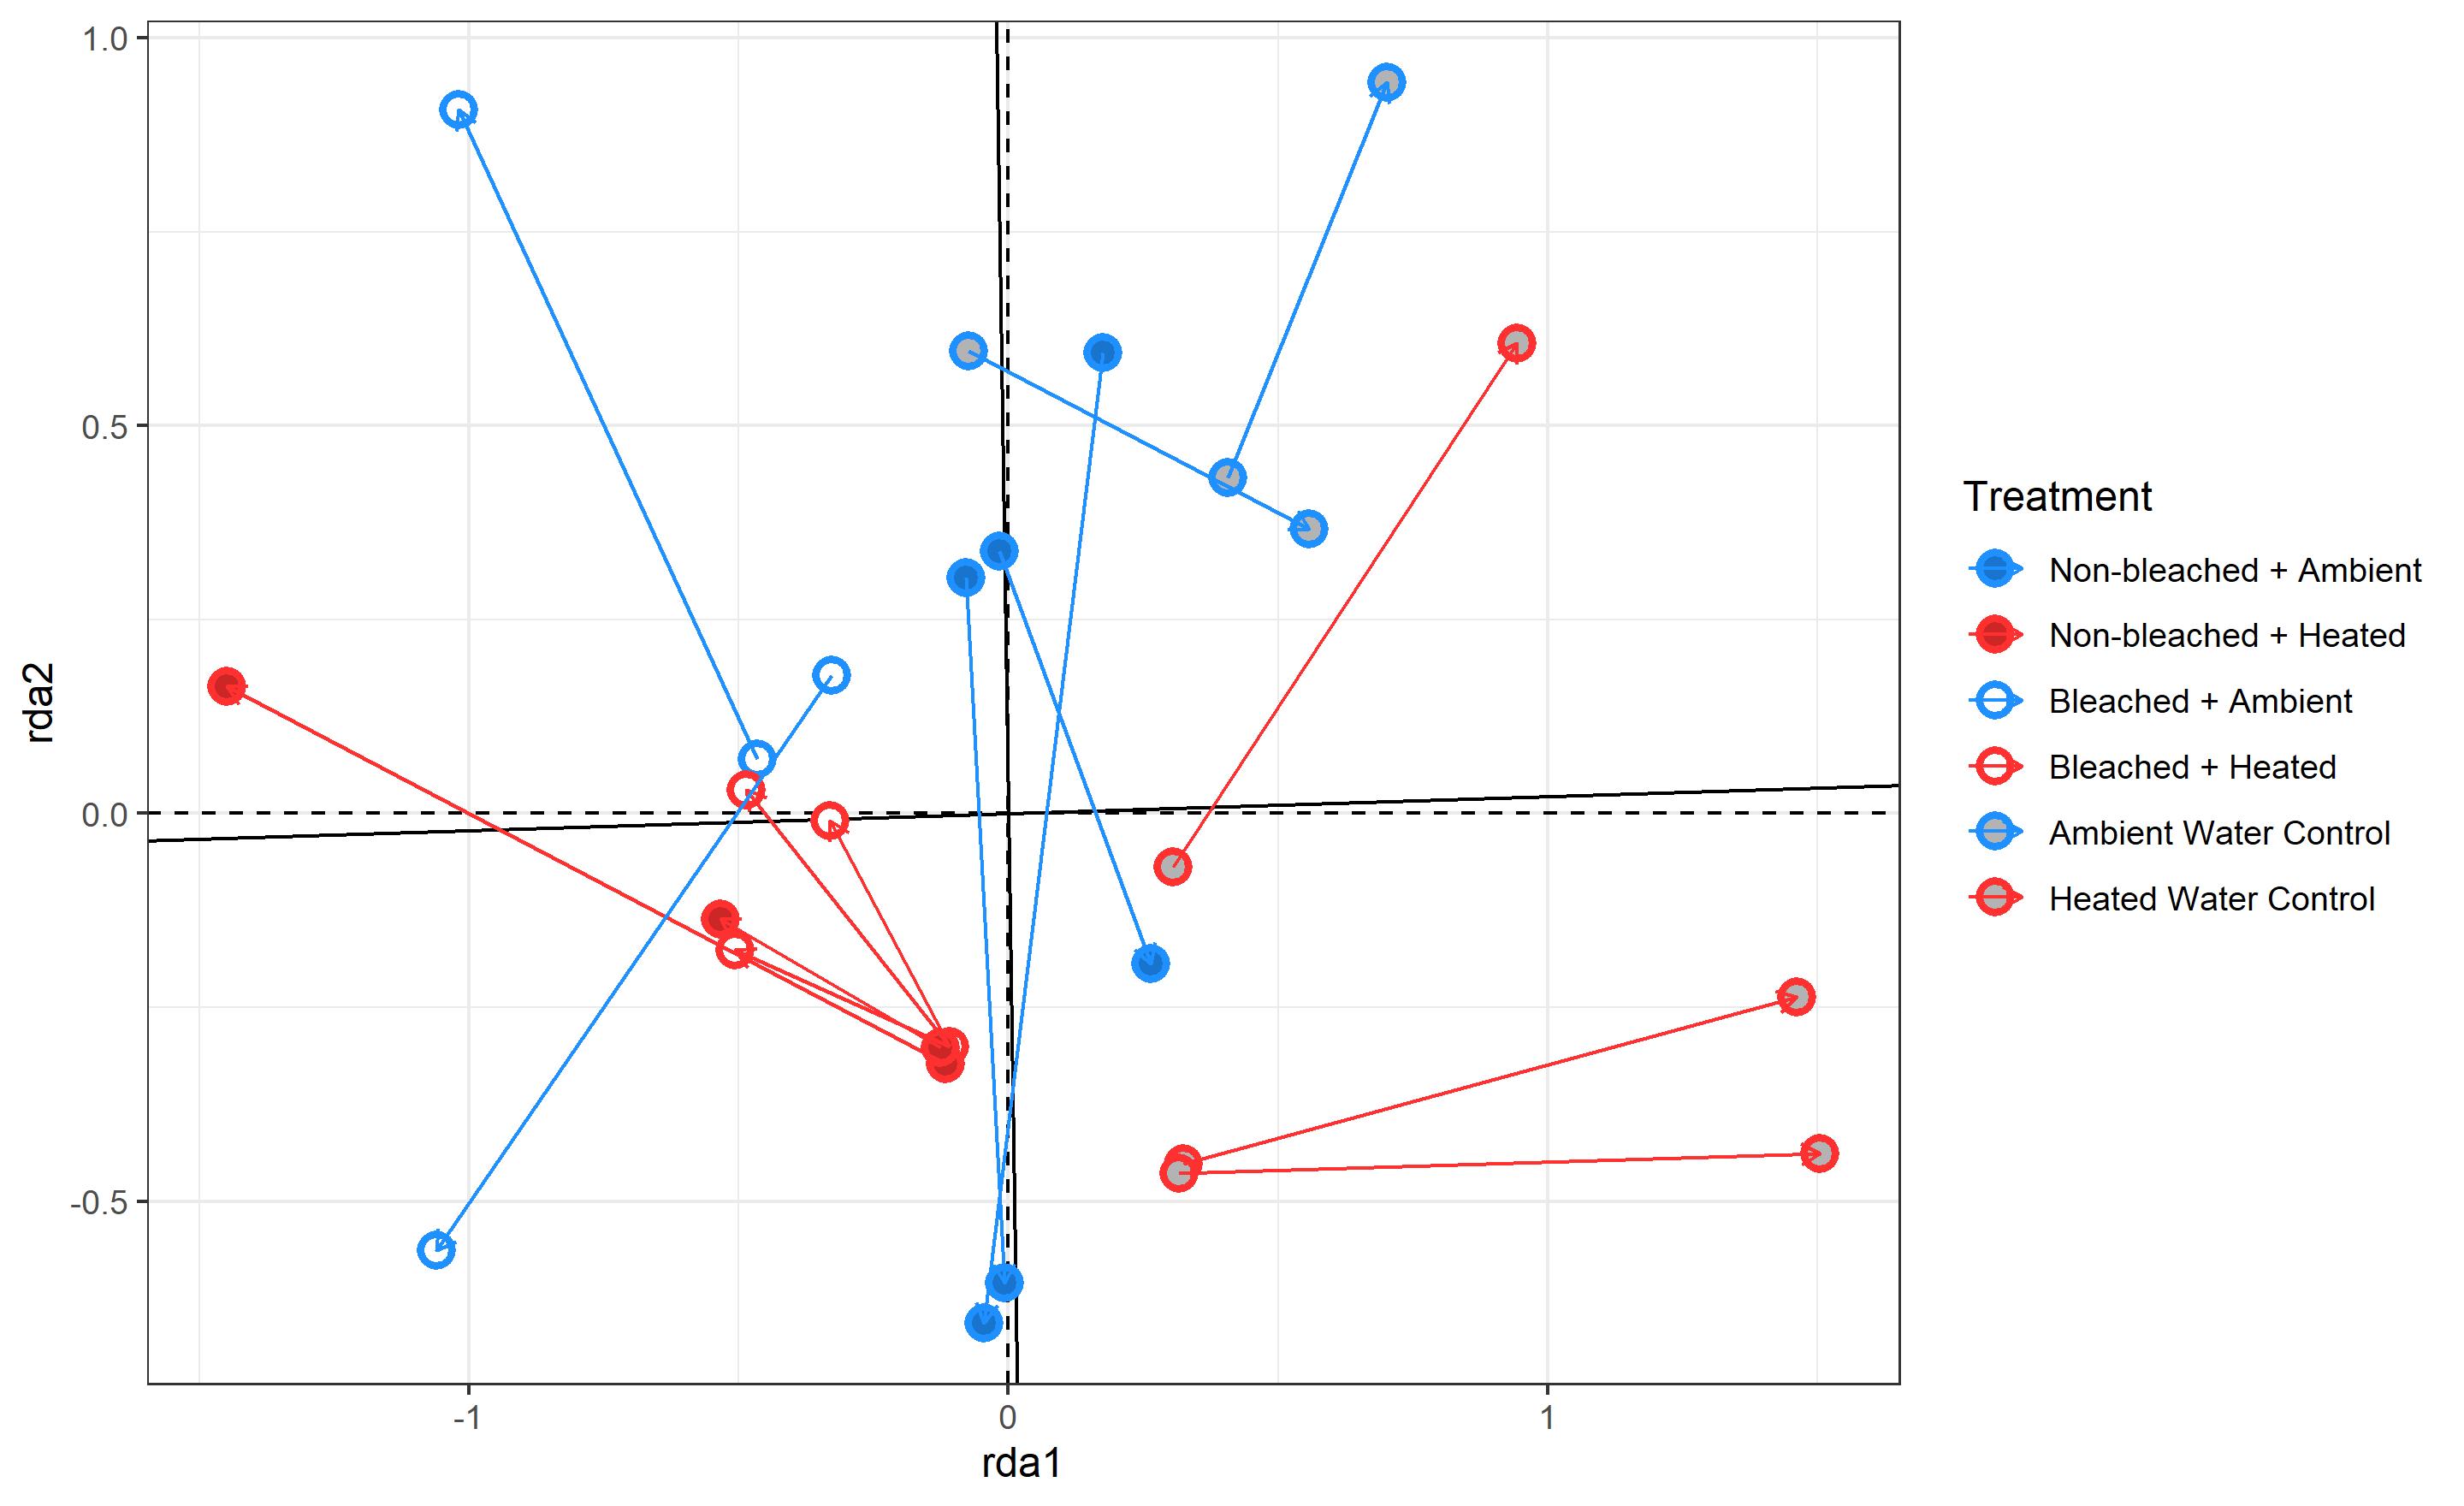 1.0
0.5
0.0
-0.5
rda2
-1
0
1
rda1
Treatment
Non-bleached + Ambient
Non-bleached + Heated
Bleached + Ambient
Bleached + Heated
Ambient Water Control
Heated Water Control